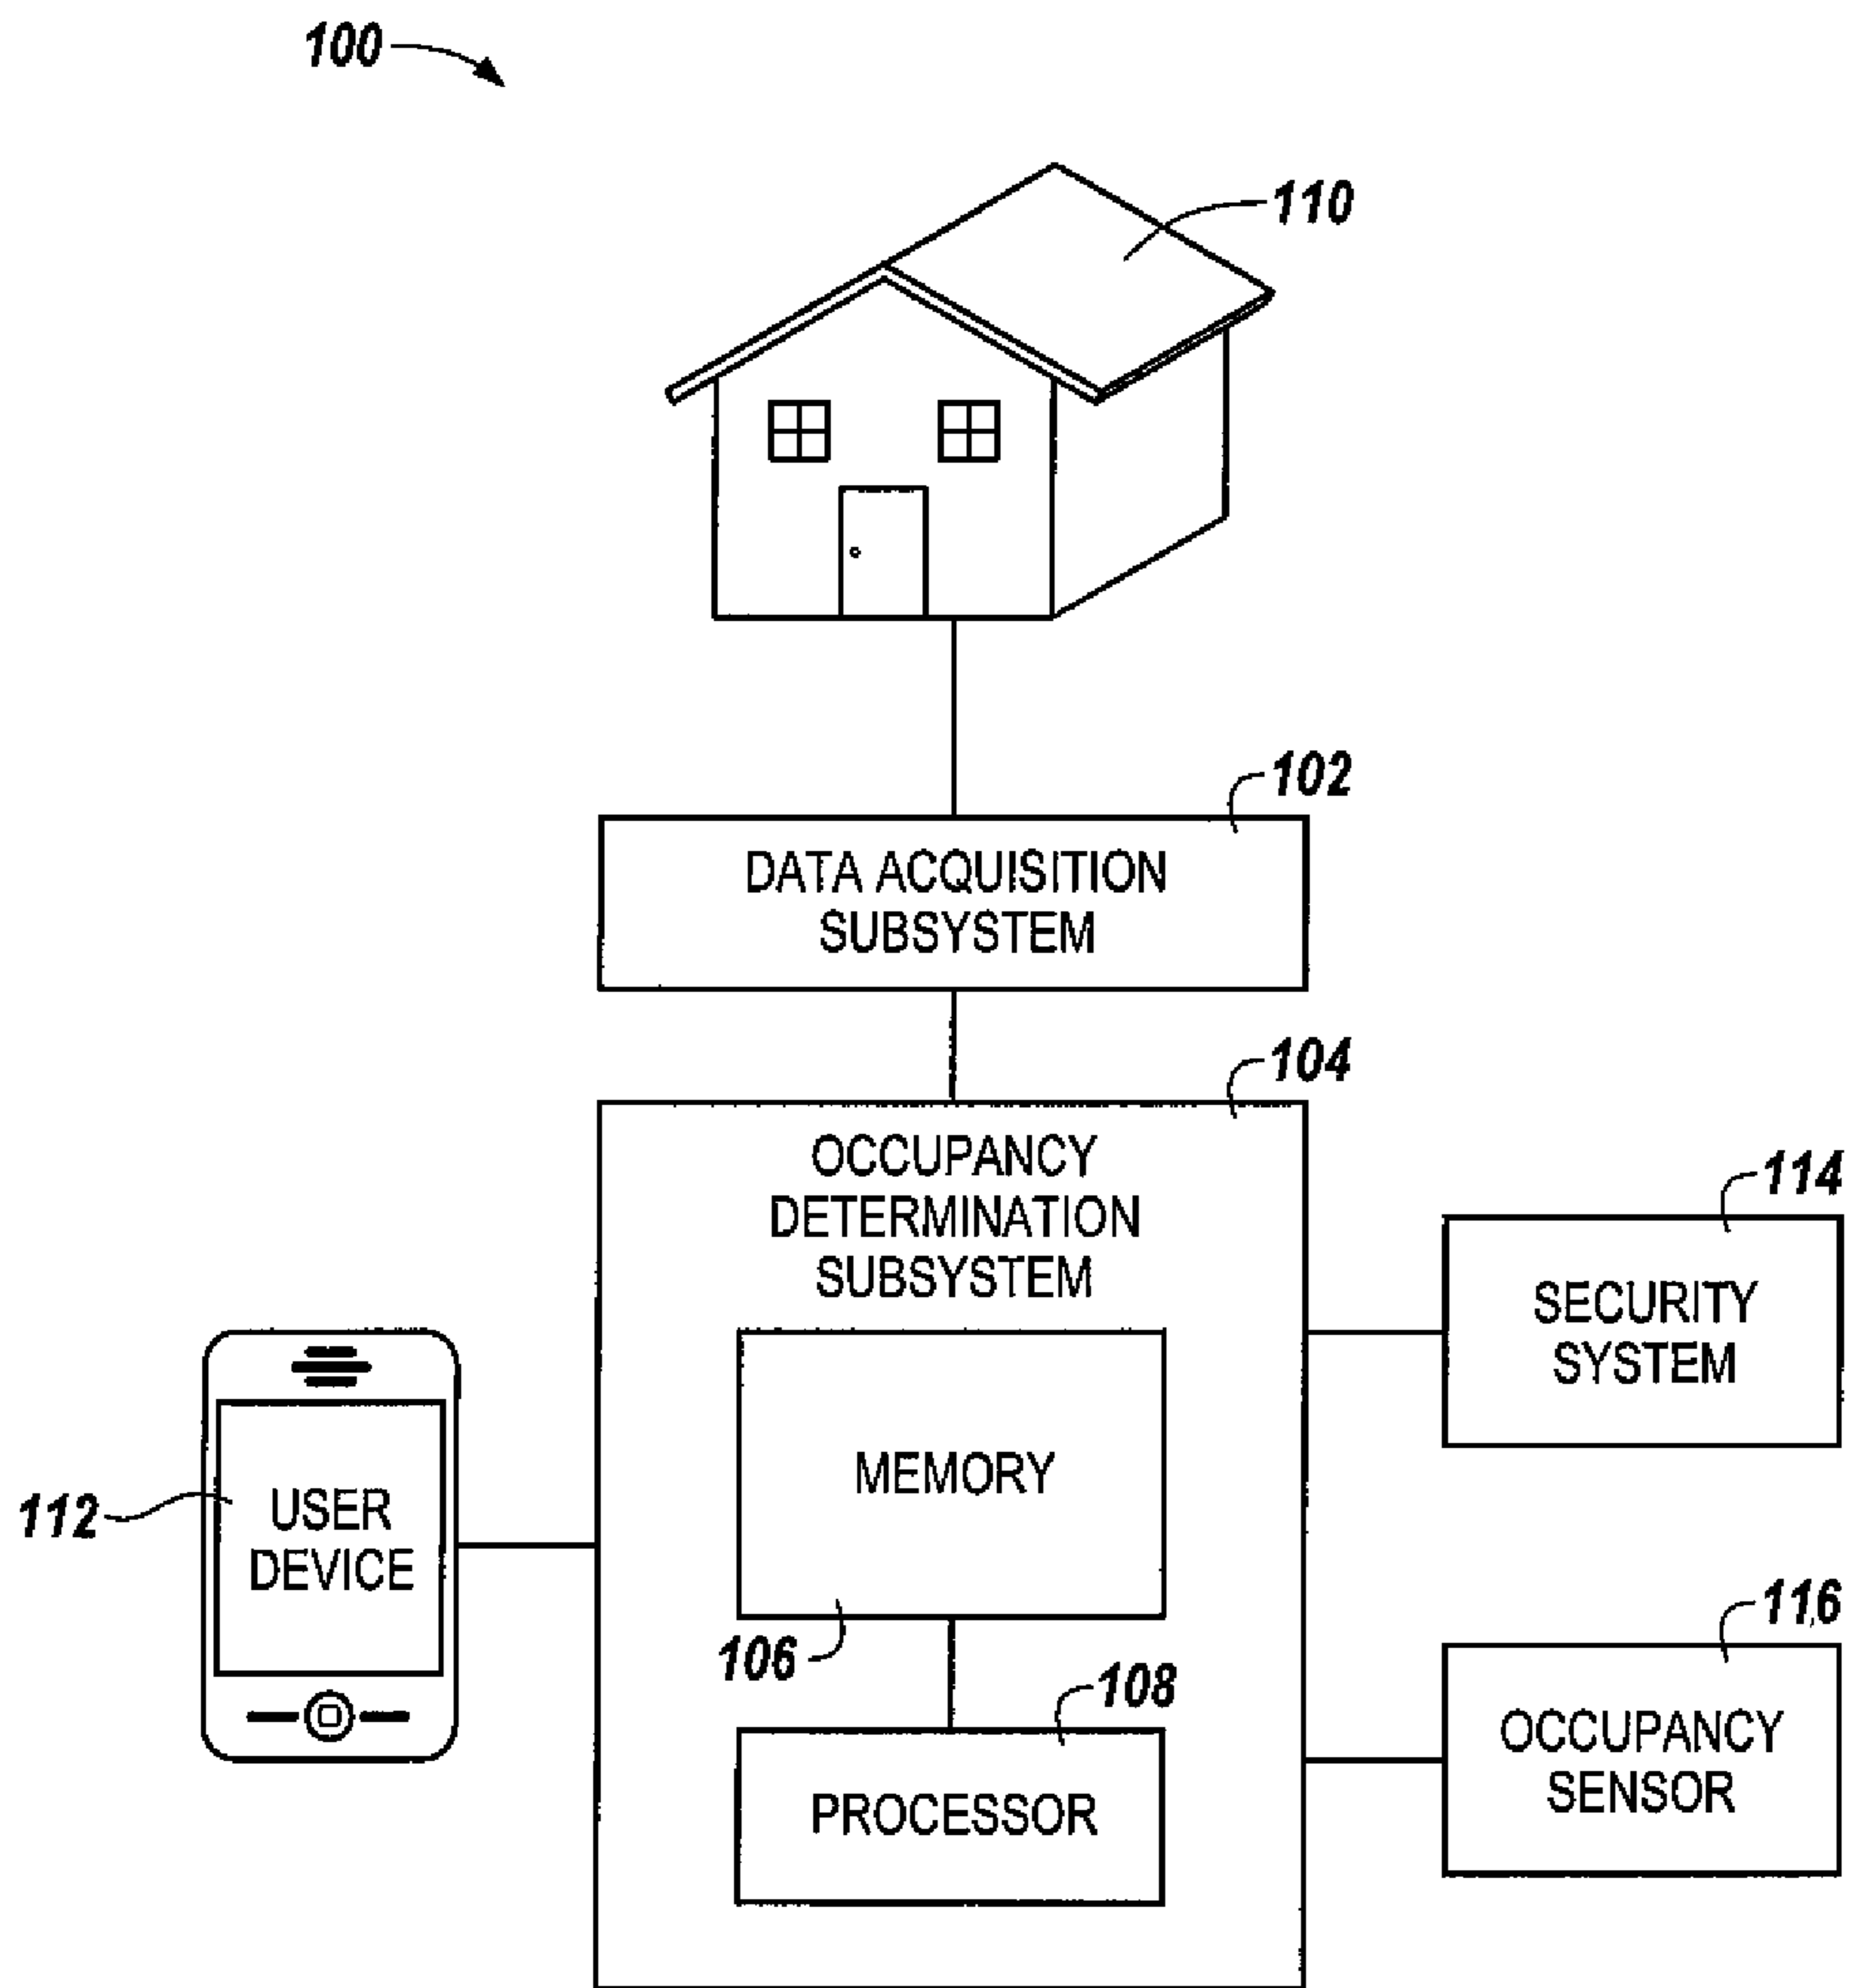 100
110
102
DATA ACQUISITION
SUBSYSTEM
104
OCCUPANCY
DETERMINATION
SUBSYSTEM
114
SECURITY
SYSTEM
MEMORY
112
USER
DEVICE
106
108
116
PROCESSOR
OCCUPANCY
SENSOR